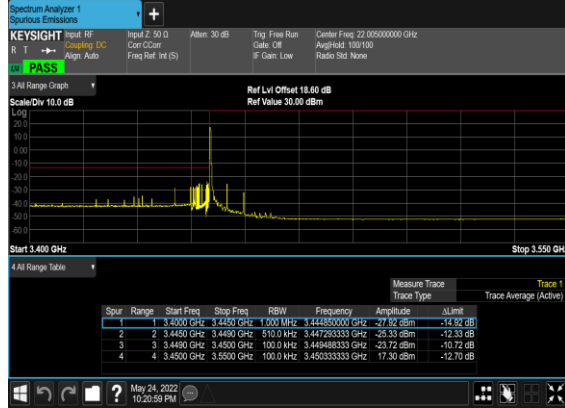 Spectrum Analyzer 1
Spurious Emissions
+
KEYSIGHT Input: RF Input Z: 50 Ω Atten: 30 dB Trig: Free Run Center Freq: 22.005000000 GHz
R T Coupling: DC Corr CCorr Gate: Off Avg|Hold: 100/100
Align: Auto Freq Ref: Int (S) IF Gain: Low Radio Std: None
PASS
3 All Range Graph
Ref Lvl Offset 18.60 dB
Scale/Div 10.0 dB Ref Value 30.00 dBm
Log
20.0
10.0
0.00
-10.0
-20.0
-30.0
-40.0
-50.0
-60.0
Start 3.400 GHz Stop 3.550 GH
4 All Range Table
Measure Trace Trace 1
Trace Type Trace Average (Active)
Spur Range Start Freq Stop Freq RBW Frequency Amplitude ΔLimit
1 1 3.4000 GHz 3.4450 GHz 1.000 MHz 3.444850000 GHz -27.92 dBm -14.92 dB
2 2 3.4450 GHz 3.4490 GHz 510.0 kHz 3.447293333 GHz -25.33 dBm -12.33 dB
3 3 3.4490 GHz 3.4500 GHz 100.0 kHz 3.449488333 GHz -23.72 dBm -10.72 dB
4 4 3.4500 GHz 3.5500 GHz 100.0 kHz 3.450333333 GHz 17.30 dBm -12.70 dB
? May 24, 2022
10:20:59 PM